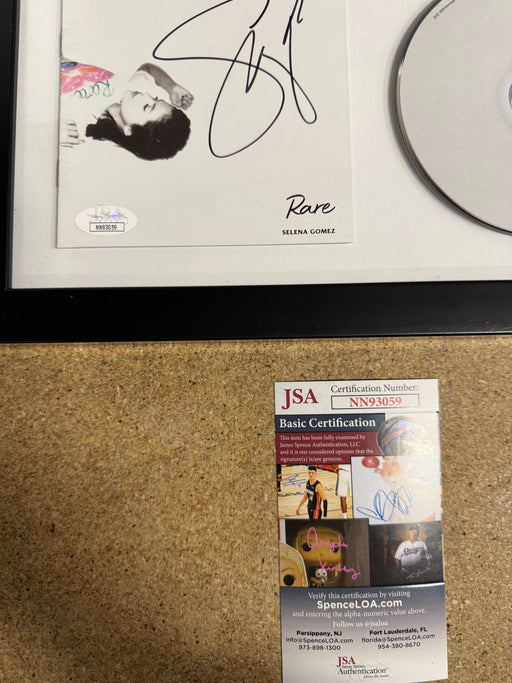 Rare
NN93059
Rare
SELENA GOMEZ
JSA
Certification Number:
NN93059
Basic Certification
This item has been fully examined by
James Spence Authentication, LLC
and it is our considered opinion that the
signature(s) is/are genuine.
Angela
Kinsey
Verify this certification by visiting
SpenceLOA.com
and entering the alpha-numeric value above.
Follow us @jsaloa
Parsippany, NJ
info@SpenceLOA.com
973-898-1300
Fort Lauderdale, FL
florida@SpenceLOA.com
954-380-8670
JSA
James Spence
Authentication